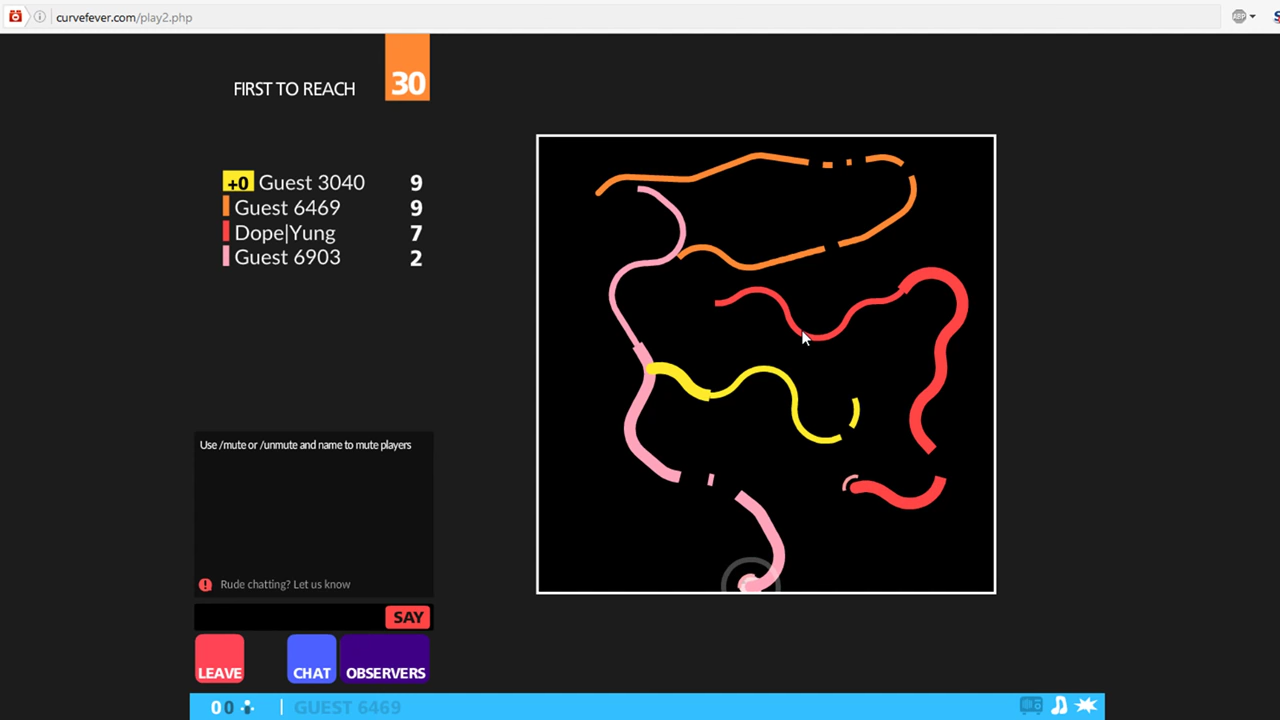 curvefever.com/play2.php
ABP
FIRST TO REACH
30
+0 Guest 3040 9
Guest 6469 9
Dope|Yung 7
Guest 6903 2
Use /mute or /unmute and name to mute players
Rude chatting? Let us know
SAY
LEAVE
CHAT
OBSERVERS
00
GUEST 6469